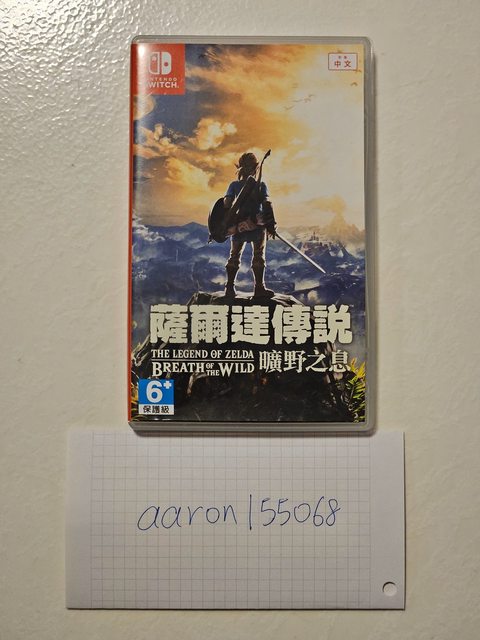 NINTENDO
SWITCH.
中文
薩爾達傳說
THE LEGEND OF ZELDA
BREATH OF THE WILD
曠野之息
6+
保護級
aaron155068